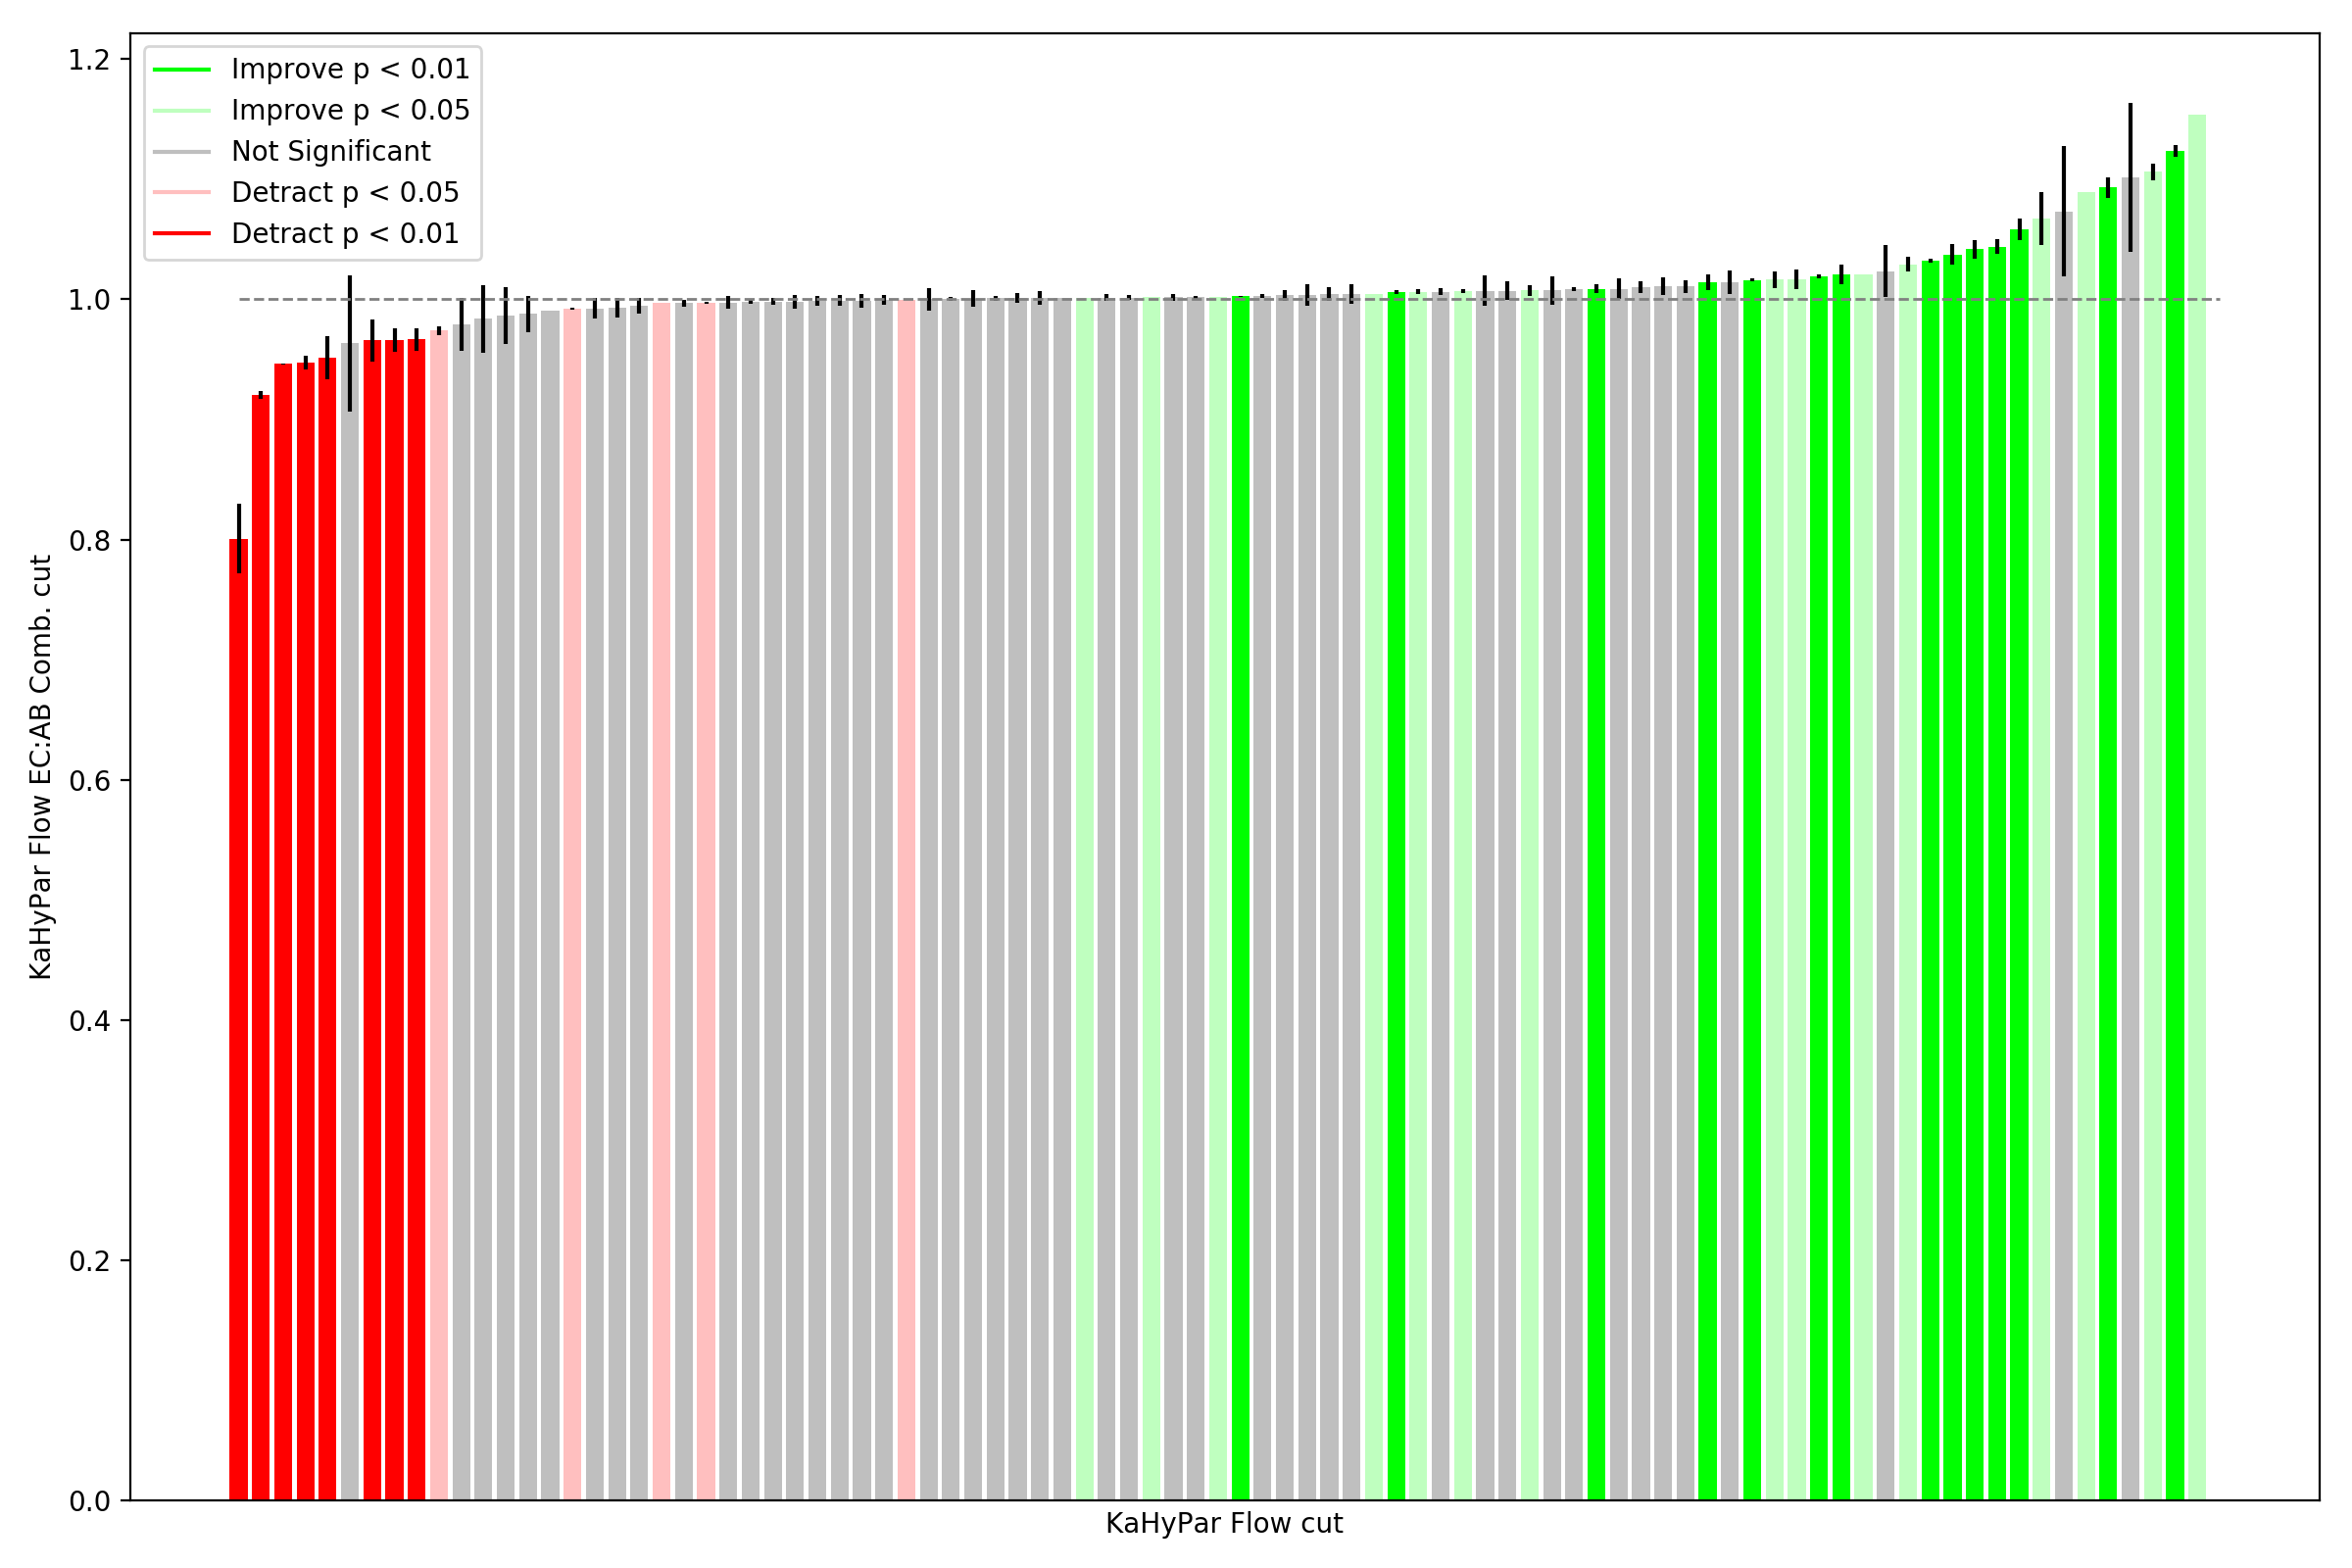 1.2
1.0
0.8
0.6
0.4
0.2
0.0
Improve p < 0.01
Improve p < 0.05
Not Significant
Detract p < 0.05
Detract p < 0.01
KaHyPar Flow EC:AB Comb. cut
KaHyPar Flow cut